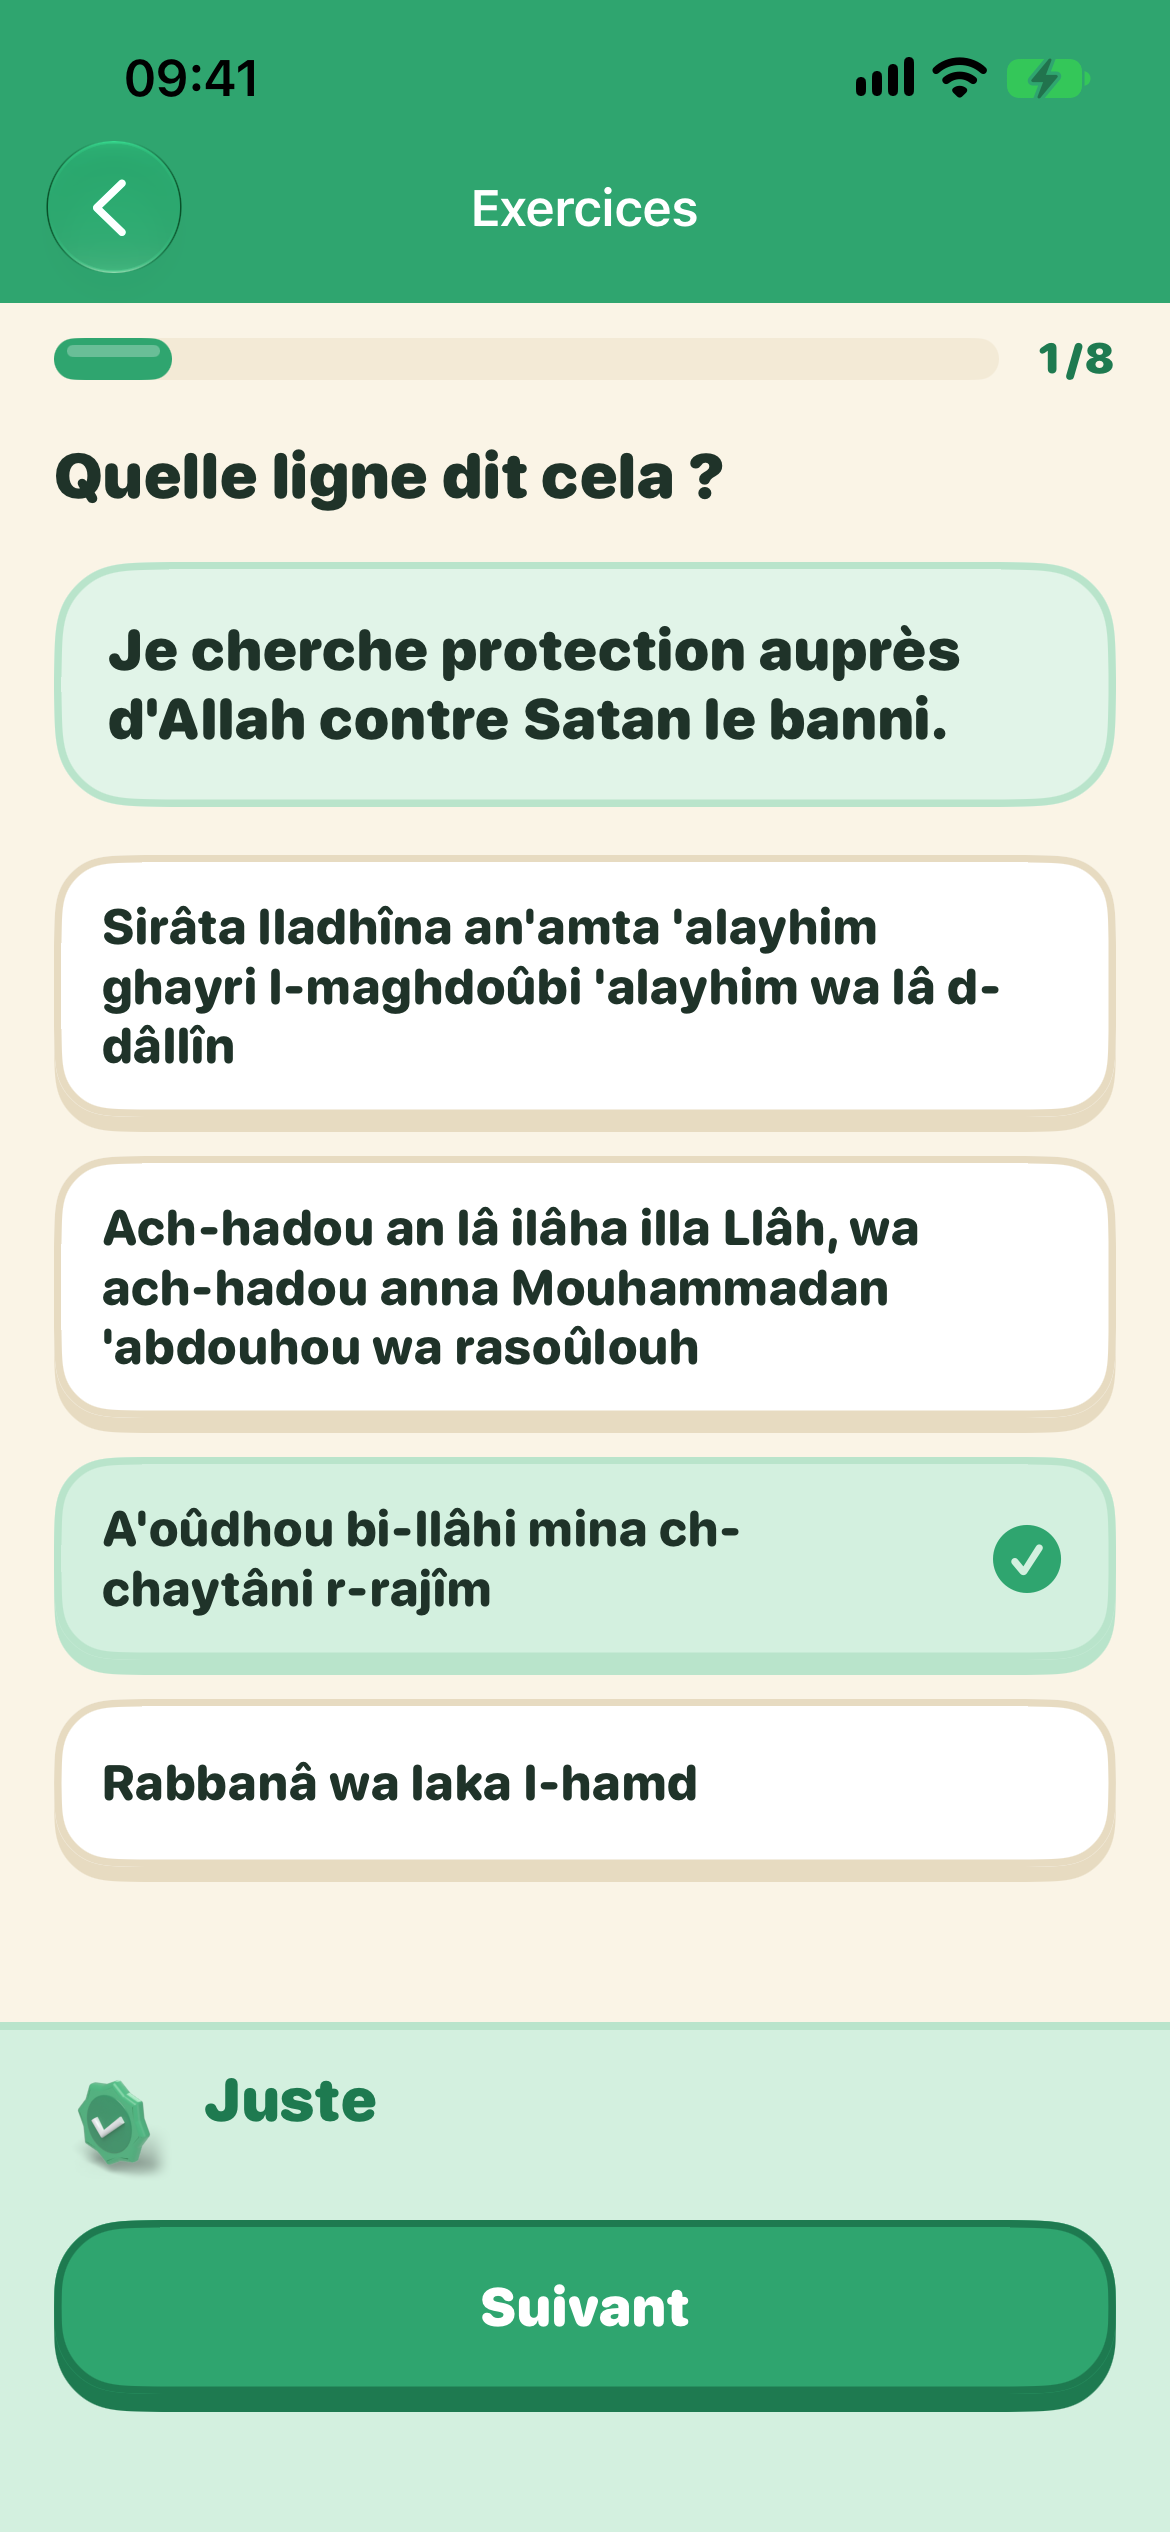 09:41
Exercices
1/8
Quelle ligne dit cela ?
Je cherche protection auprès
d'Allah contre Satan le banni.
Sirâta lladhîna an'amta 'alayhim
ghayri l-maghdoûbi 'alayhim wa lâ d-
dâllîn
Ach-hadou an lâ ilâha illa Llâh, wa
ach-hadou anna Mouhammadan
'abdouhou wa rasoûlouh
A'oûdhou bi-llâhi mina ch-
chaytâni r-rajîm
Rabbanâ wa laka l-hamd
Juste
Suivant